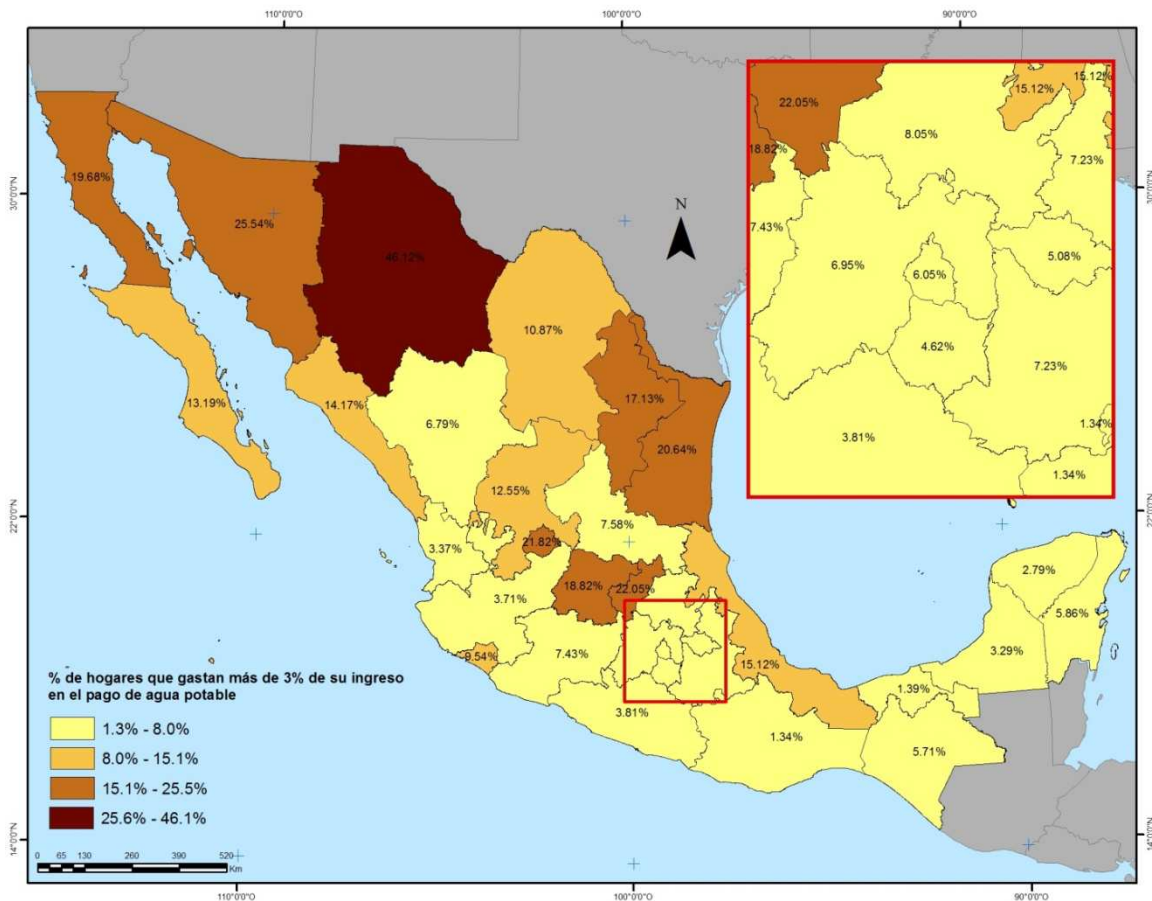 110°0'0"O
100°0'0"O
90°0'0"O
30°0'0"N
30°0'0"N
22°0'0"N
22°0'0"N
14°0'0"N
14°0'0"N
N
19.68%
25.54%
46.12%
10.87%
13.19%
14.17%
6.79%
17.13%
20.64%
12.55%
7.58%
3.37%
21.82%
3.71%
18.82%
22.05%
9.54%
7.43%
15.12%
3.81%
1.34%
1.39%
5.71%
3.29%
2.79%
5.86%
22.05%
15.12%
15.12%
8.05%
18.82%
7.23%
7.43%
6.95%
6.05%
5.08%
4.62%
7.23%
3.81%
1.34%
1.34%
% de hogares que gastan más de 3% de su ingreso
en el pago de agua potable
1.3% - 8.0%
8.0% - 15.1%
15.1% - 25.5%
25.6% - 46.1%
0 65 130 260 390 520
Km
110°0'0"O
100°0'0"O
90°0'0"O